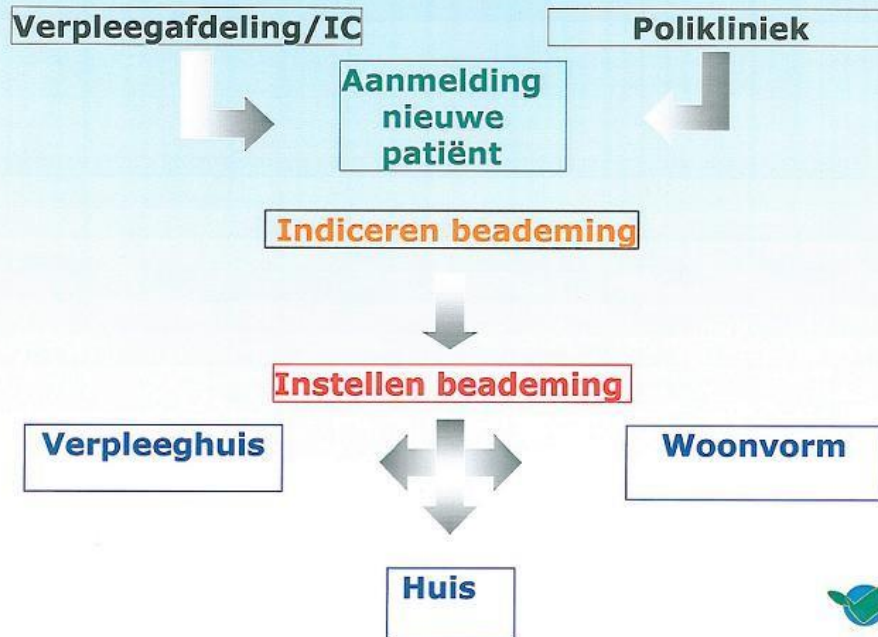 Verpleegafdeling/IC
Polikliniek
Aanmelding
nieuwe
patiënt
Indiceren beademing
Instellen beademing
Verpleeghuis
Woonvorm
Huis